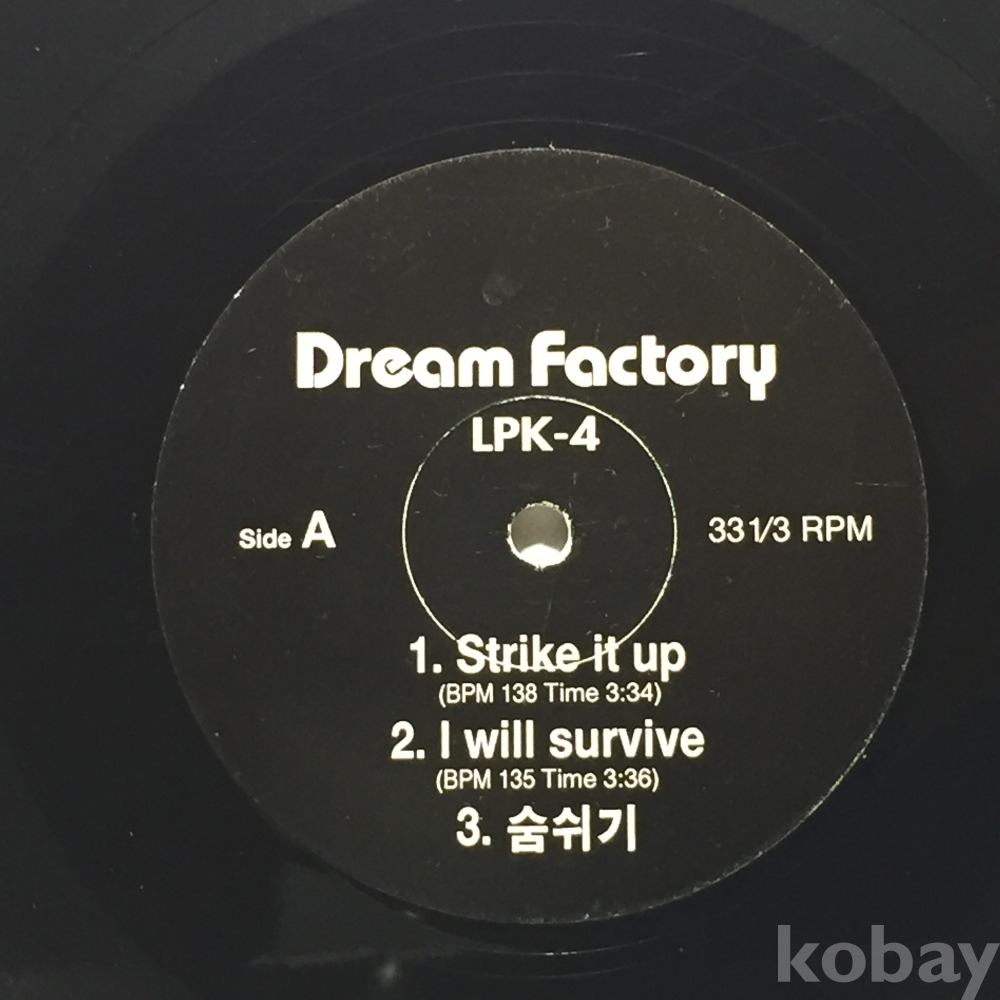 Dream Factory
LPK-4
Side A
33 1/3 RPM
1. Strike it up
(BPM 138 Time 3:34)
2. I will survive
(BPM 135 Time 3:36)
3. 숨쉬기
kobay